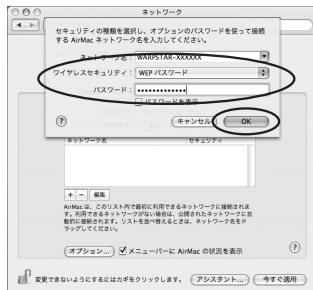 ネットワーク
セキュリティの種類を選択し、オプションのパスワードを使って接続
する AirMac ネットワーク名を入力してください。
ネットワーク名： WARPSTAR-XXXXXX
ワイヤレスセキュリティ： WEP パスワード
パスワード： •••••••••••••
パスワードを表示
? キャンセル OK
ネットワーク名 セキュリティ
+ − 編集
AirMac は、このリスト内で最初に利用できるネットワークに接続されま
す。利用できるネットワークがない場合は、公開されたネットワークに自
動的に接続されます。リストを並べ替えるときは、ネットワーク名をド
ラッグしてください。
オプション... メニューバーに AirMac の状況を表示 ?
変更できないようにするにはカギをクリックします。 アシスタント... 今すぐ適用